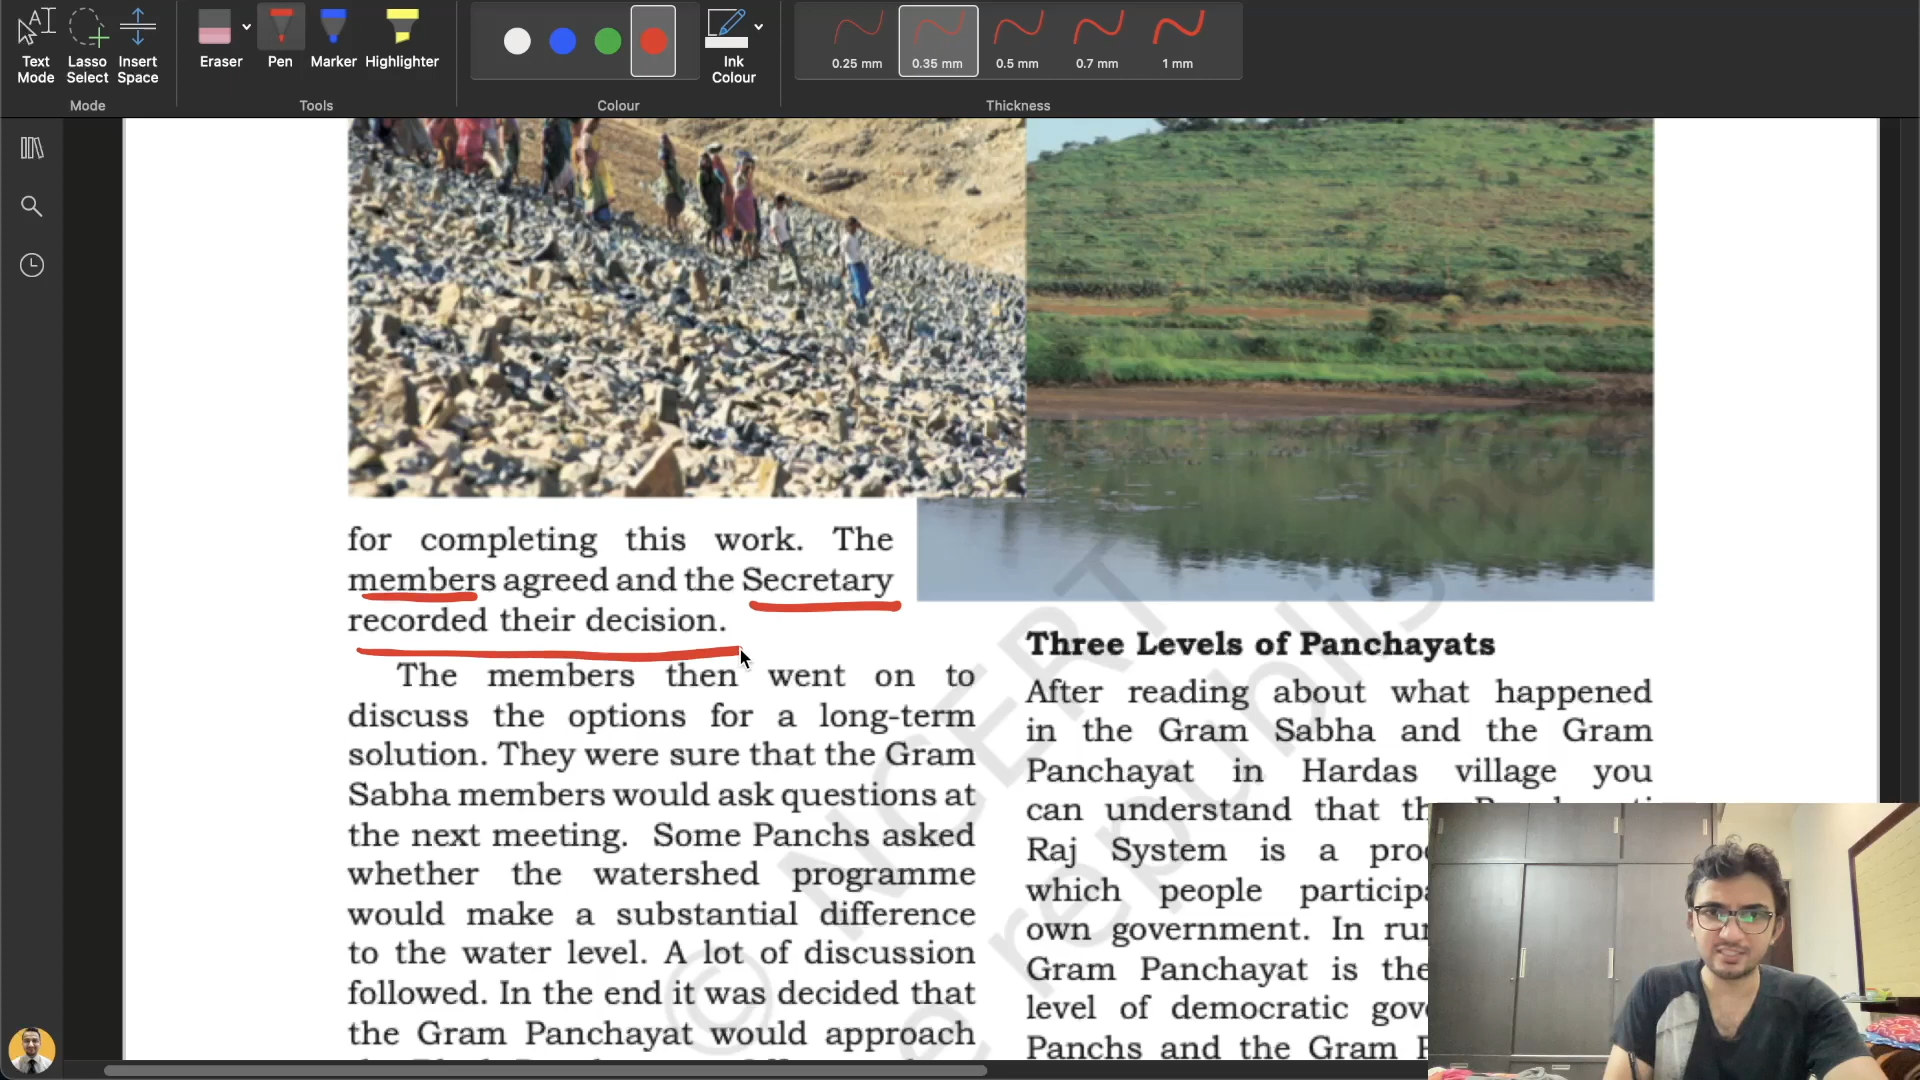 Text
Mode
Lasso
Select
Insert
Space
Mode
Eraser
Pen
Marker
Highlighter
Tools
Ink
Colour
Colour
0.25 mm
0.35 mm
0.5 mm
0.7 mm
1 mm
Thickness
for completing this work. The
members agreed and the Secretary
recorded their decision.
The members then went on to
discuss the options for a long-term
solution. They were sure that the Gram
Sabha members would ask questions at
the next meeting. Some Panchs asked
whether the watershed programme
would make a substantial difference
to the water level. A lot of discussion
followed. In the end it was decided that
the Gram Panchayat would approach
Three Levels of Panchayats
After reading about what happened
in the Gram Sabha and the Gram
Panchayat in Hardas village you
can understand that
Raj System is a
which people
own government. In
Gram Panchayat is
level of democratic
Panchs and the Gram
© NCERT
republish